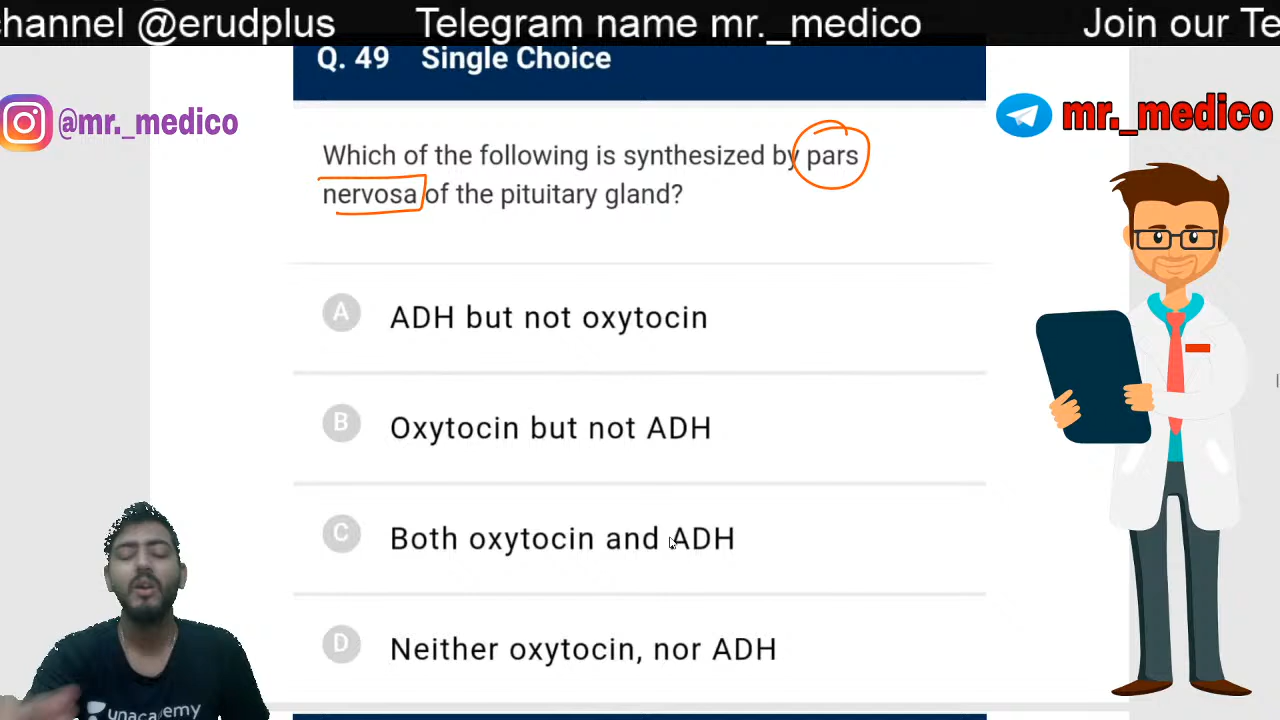 channel @erudplus Telegram name mr._medico Join our Te
Q. 49 Single Choice
@mr._medico
mr._medico
Which of the following is synthesized by pars
nervosa of the pituitary gland?
A ADH but not oxytocin
B Oxytocin but not ADH
C Both oxytocin and ADH
D Neither oxytocin, nor ADH
unacademy